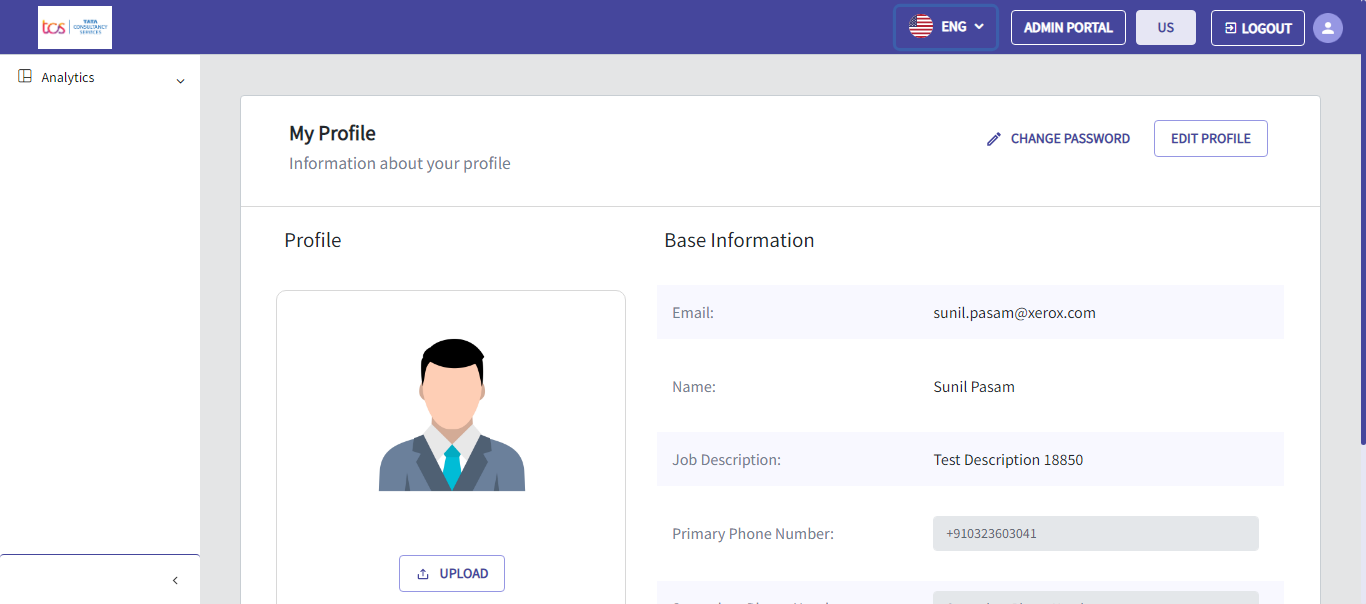 tcs TATA CONSULTANCY SERVICES
ENG
ADMIN PORTAL
US
LOGOUT
Analytics
My Profile
Information about your profile
CHANGE PASSWORD
EDIT PROFILE
Profile
Base Information
Email: sunil.pasam@xerox.com
Name: Sunil Pasam
Job Description: Test Description 18850
Primary Phone Number: +910323603041
UPLOAD